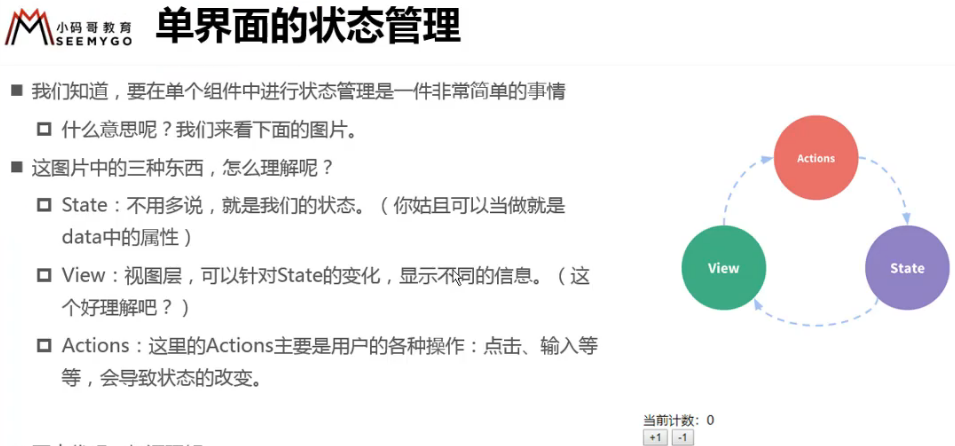 小码哥教育
SEEMYGO
单界面的状态管理
我们知道，要在单个组件中进行状态管理是一件非常简单的事情
什么意思呢？我们来看下面的图片。
这图片中的三种东西，怎么理解呢？
State：不用多说，就是我们的状态。（你姑且可以当做就是
data中的属性）
View：视图层，可以针对State的变化，显示不同的信息。（这
个好理解吧？）
Actions：这里的Actions主要是用户的各种操作：点击、输入等
等，会导致状态的改变。
Actions
View
State
当前计数：0
+1 -1